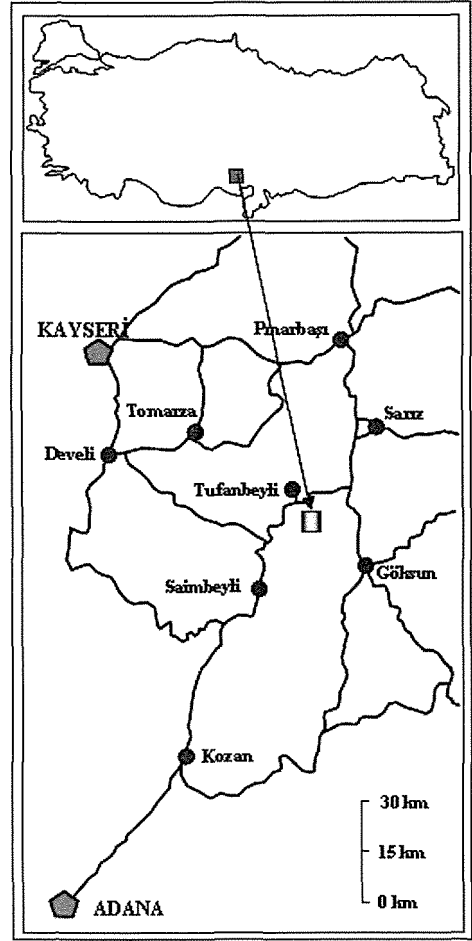 KAYSERİ
Pınarbaşı
Tomarza
Sarız
Develi
Tufanbeyli
Göksun
Saimbeyli
Kozan
30 km
15 km
0 km
ADANA